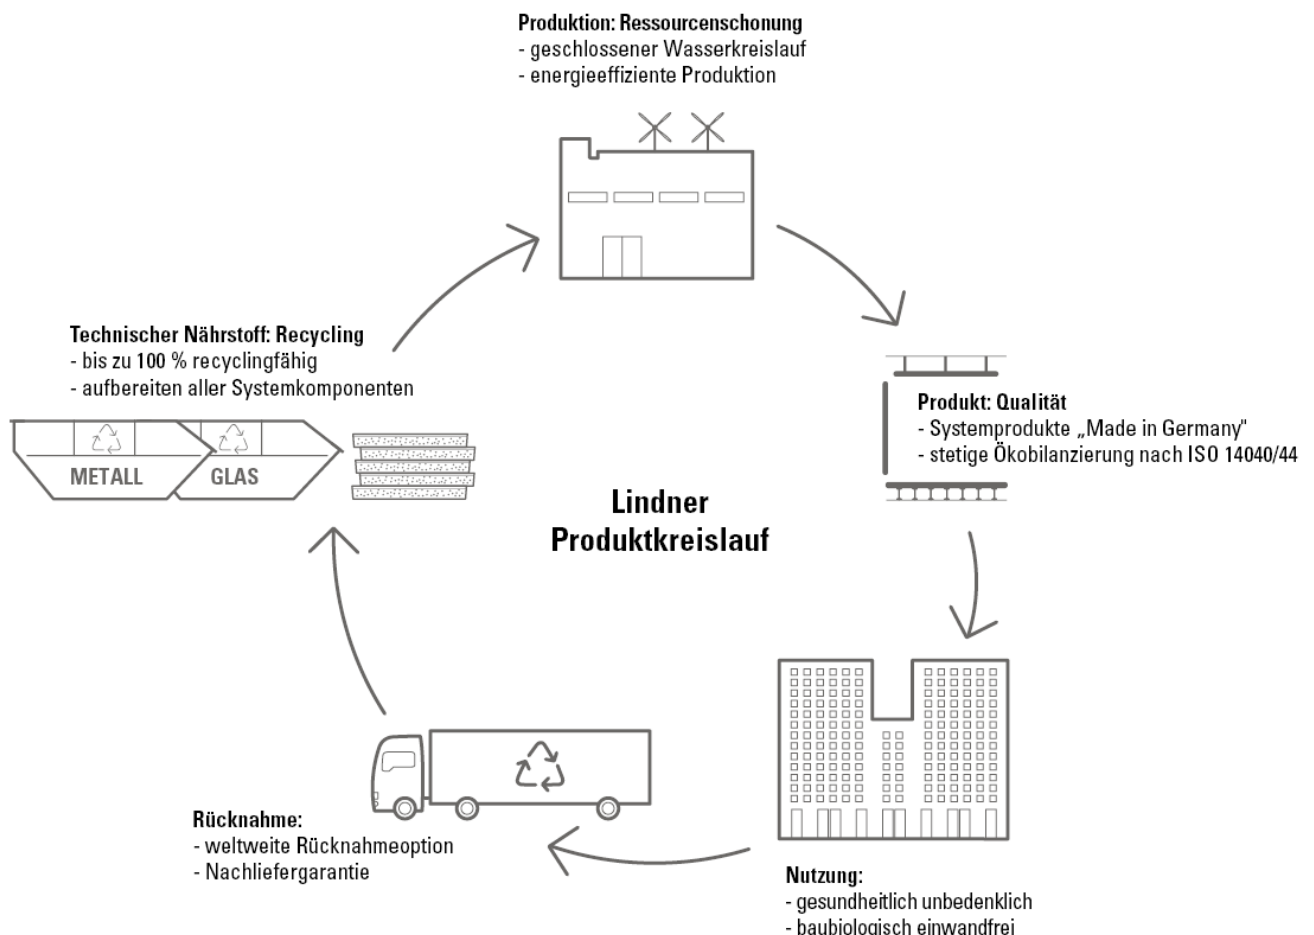 Produktion: Ressourcenschonung
- geschlossener Wasserkreislauf
- energieeffiziente Produktion
Technischer Nährstoff: Recycling
- bis zu 100 % recyclingfähig
- aufbereiten aller Systemkomponenten
METALL
GLAS
Produkt: Qualität
- Systemprodukte „Made in Germany"
- stetige Ökobilanzierung nach ISO 14040/44
Lindner
Produktkreislauf
Rücknahme:
- weltweite Rücknahmeoption
- Nachliefergarantie
Nutzung:
- gesundheitlich unbedenklich
- baubiologisch einwandfrei